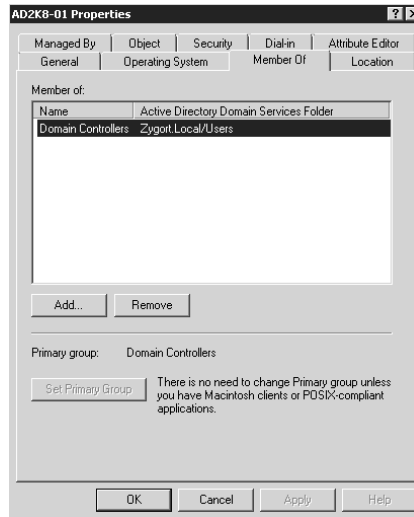 AD2K8-01 Properties
Managed By Object Security Dial-in Attribute Editor
General Operating System Member Of Location
Member of:
Name Active Directory Domain Services Folder
Domain Controllers Zygort.Local/Users
Add... Remove
Primary group: Domain Controllers
Set Primary Group There is no need to change Primary group unless
you have Macintosh clients or POSIX-compliant
applications.
OK Cancel Apply Help